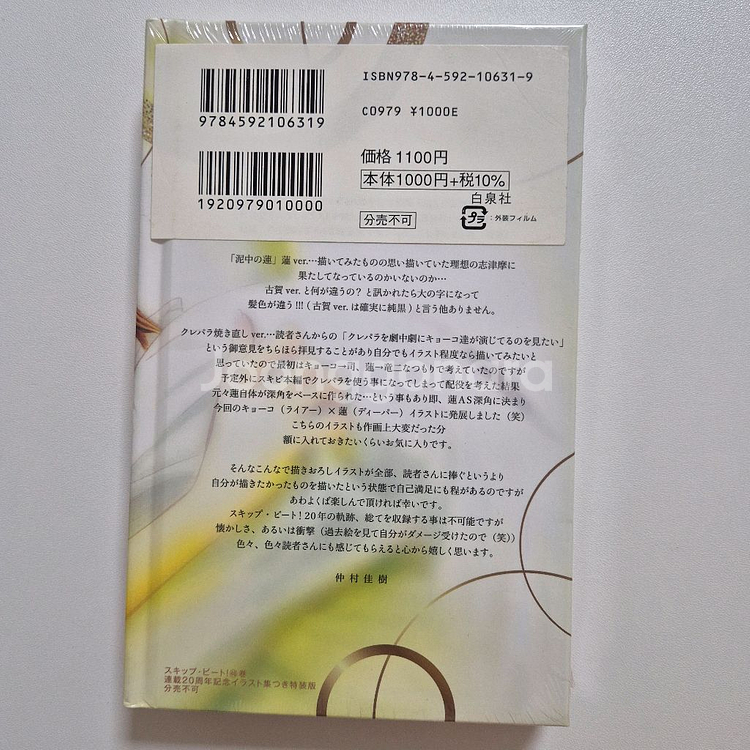 ISBN978-4-592-10631-9
9784592106319
C0979 ¥1000E
価格1100円
本体1000円+税10%
白泉社
1920979010000
分売不可
プラ
:外装フィルム
「泥中の蓮」蓮ver.…描いてみたものの思い描いていた理想の志津摩に
果たしてなっているのかいないのか…
古賀ver.と何が違うの?と訊かれたら大の字になって
髪色が違う!!!(古賀ver.は確実に純黒)と言う他ありません。
クレパラ焼き直しver.…読者さんからの「クレパラを劇中劇にキョーコ達が演じてるのを見たい」
という御意見をちらほら拝見することがあり自分でもイラスト程度なら描いてみたいと
思っていたので最初はキョーコ→司、蓮→竜、なつもりで考えていたのですが
予定外にスキビ本編でクレパラを使う事になってしまって配役を考えた結果
元々蓮自体が深角をベースに作られた…という事もあり即、蓮AS深角に決まり
今回のキョーコ(ライアー)×蓮(ディーパー)イラストに発展しました(笑)
こちらのイラストも作画上大変だった分
額に入れておきたいくらいお気に入りです。
そんなこんなで描きおろしイラストが全部、読者さんに捧ぐというより
自分が描きたかったものを描いたという状態で自己満足にも程があるのですが
あわよくば楽しんで頂ければ幸いです。
スキップ・ビート!20年の軌跡、総てを収録する事は不可能ですが
懐かしさ、あるいは衝撃(過去絵を見て自分がダメージ受けたので(笑))
色々、色々読者さんにも感じてもらえると心から嬉しく思います。
仲村佳樹
スキップ・ビート!㊻巻
連載20周年記念イラスト集つき特装版
分売不可